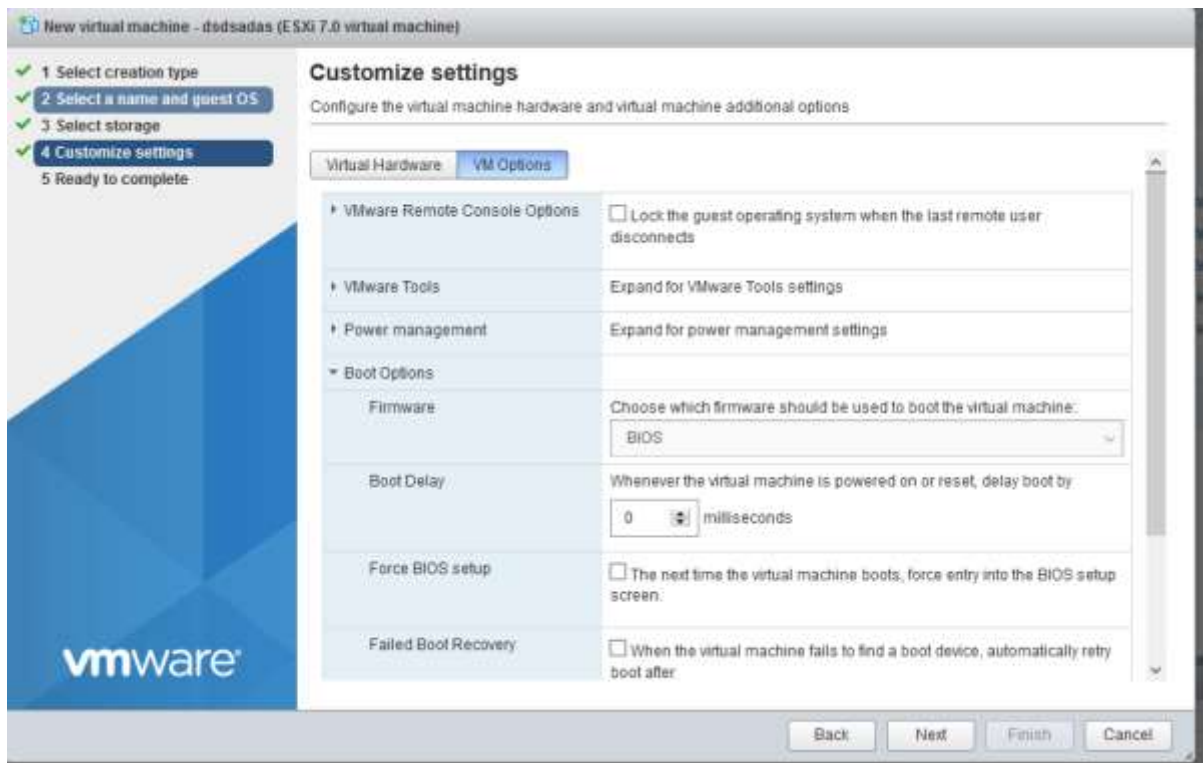 New virtual machine - dsdsadas (ESXi 7.0 virtual machine)
1 Select creation type
2 Select a name and guest OS
3 Select storage
4 Customize settings
5 Ready to complete
Customize settings
Configure the virtual machine hardware and virtual machine additional options
Virtual Hardware
VM Options
VMware Remote Console Options
Lock the guest operating system when the last remote user
disconnects
VMware Tools
Expand for VMware Tools settings
Power management
Expand for power management settings
Boot Options
Firmware
Choose which firmware should be used to boot the virtual machine:
BIOS
Boot Delay
Whenever the virtual machine is powered on or reset, delay boot by
0 milliseconds
Force BIOS setup
The next time the virtual machine boots, force entry into the BIOS setup
screen.
Failed Boot Recovery
When the virtual machine fails to find a boot device, automatically retry
boot after
vmware
Back
Next
Finish
Cancel